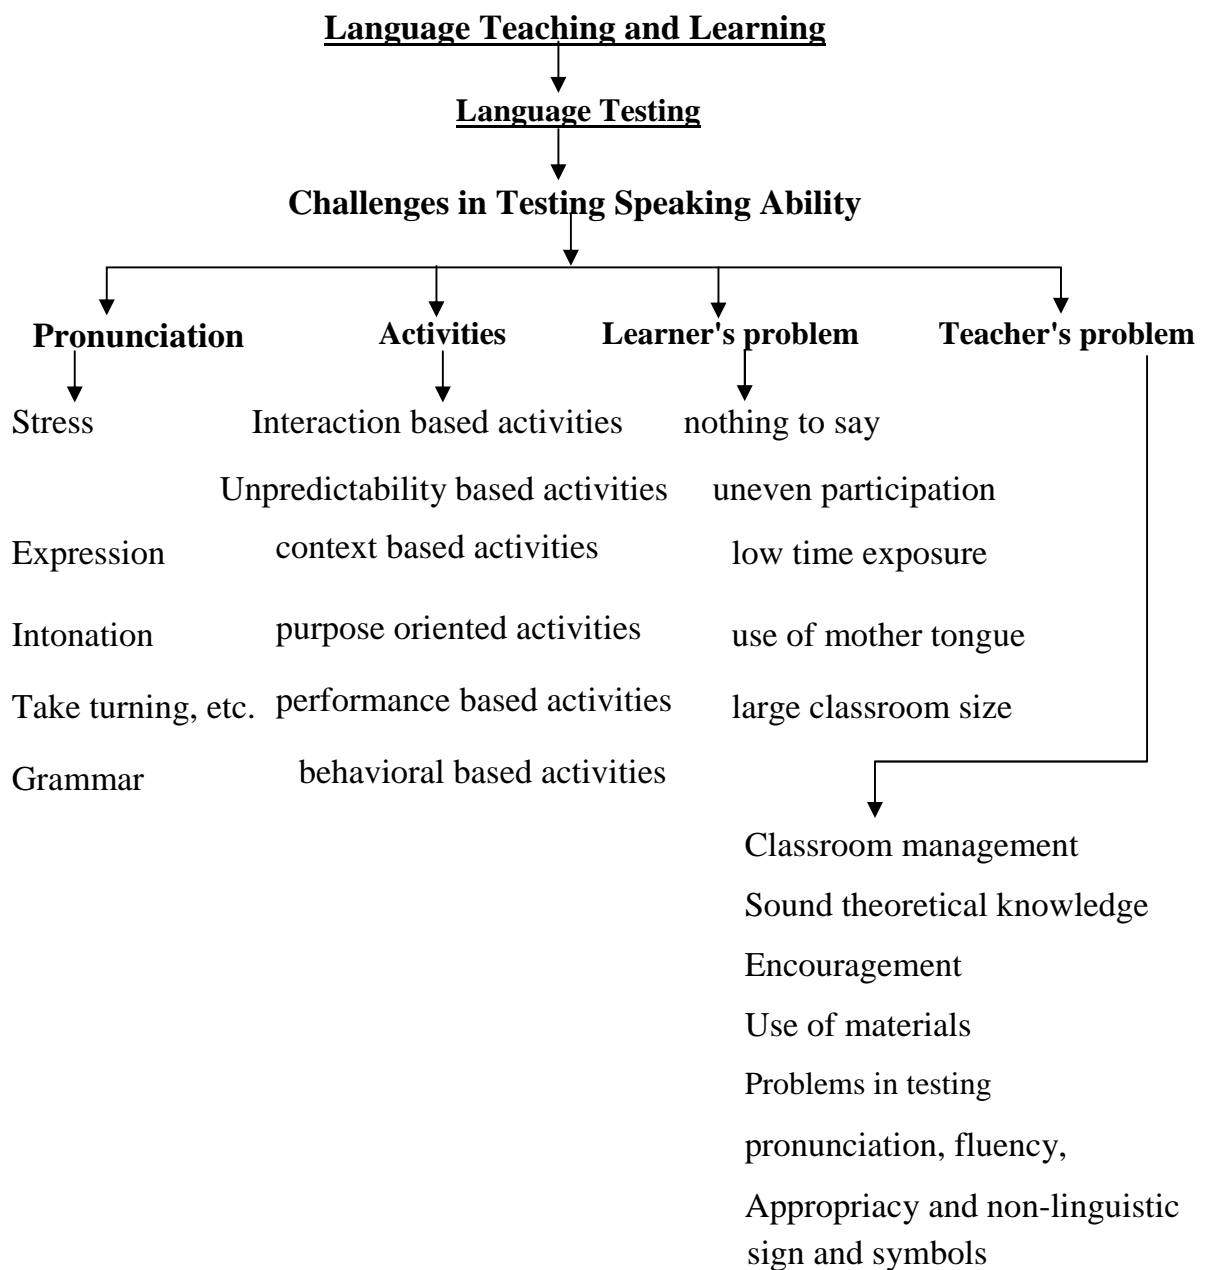 Language Teaching and Learning
Language Testing
Challenges in Testing Speaking Ability
Pronunciation
Activities
Learner's problem
Teacher's problem
Stress
Expression
Intonation
Take turning, etc.
Grammar
Interaction based activities
Unpredictability based activities
context based activities
purpose oriented activities
performance based activities
behavioral based activities
nothing to say
uneven participation
low time exposure
use of mother tongue
large classroom size
Classroom management
Sound theoretical knowledge
Encouragement
Use of materials
Problems in testing
pronunciation, fluency,
Appropriacy and non-linguistic
sign and symbols